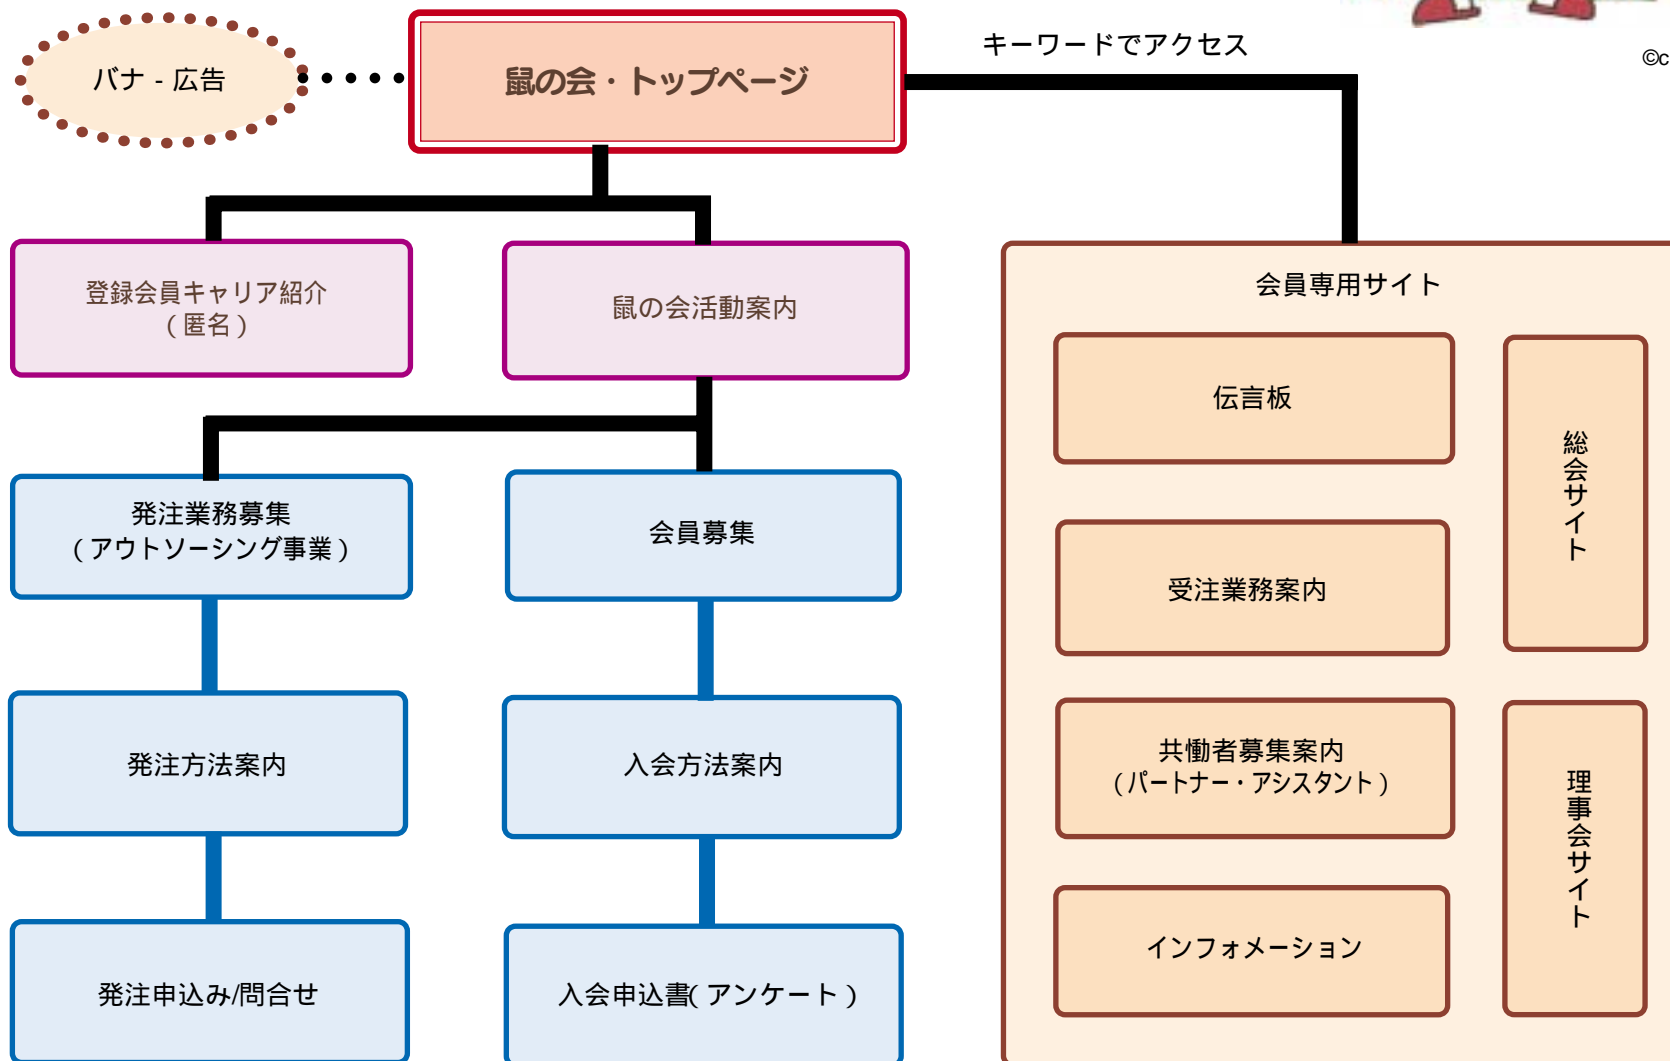 バナ - 広告
鼠の会・トップページ
キーワードでアクセス
©c
登録会員キャリア紹介
(匿名)
鼠の会活動案内
会員専用サイト
伝言板
総会サイト
発注業務募集
(アウトソーシング事業)
会員募集
受注業務案内
発注方法案内
入会方法案内
共働者募集案内
(パートナー・アシスタント)
理事会サイト
インフォメーション
発注申込み/問合せ
入会申込書(アンケート)